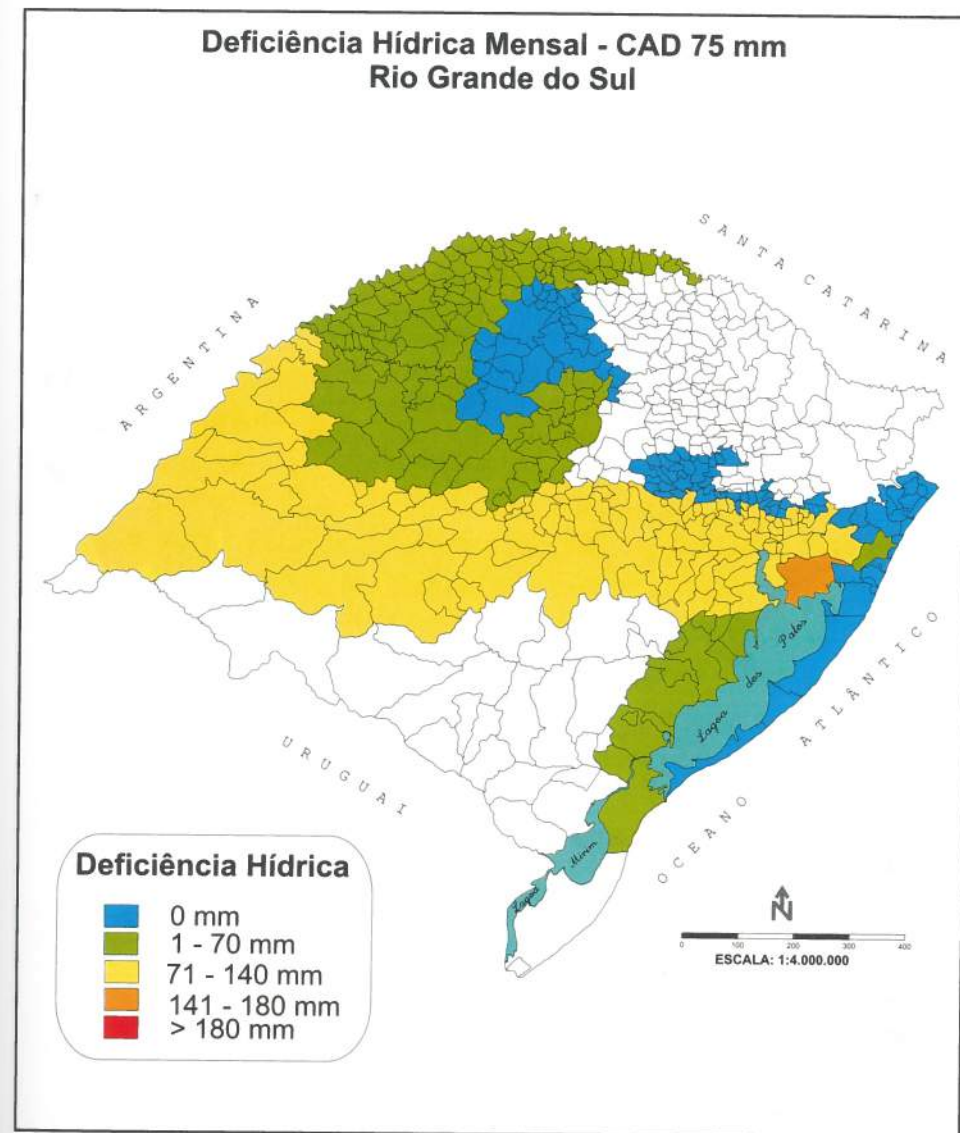 Deficiência Hídrica Mensal - CAD 75 mm
Rio Grande do Sul
SANTA CATARINA
ARGENTINA
Lagoa dos Patos
OCEANO ATLÂNTICO
URUGUAI
Lagoa Mirim
Deficiência Hídrica
0 mm
1 - 70 mm
71 - 140 mm
141 - 180 mm
> 180 mm
N
0 100 200 300 400
ESCALA: 1:4.000.000